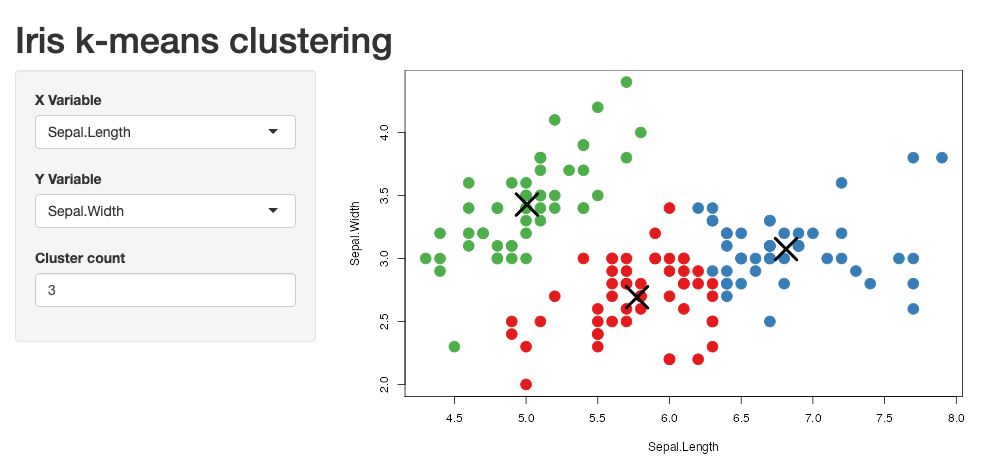 Iris k-means clustering
X Variable
Sepal.Length
Y Variable
Sepal.Width
Cluster count
3
Sepal.Width
4.0
3.5
3.0
2.5
2.0
4.5 5.0 5.5 6.0 6.5 7.0 7.5 8.0
Sepal.Length